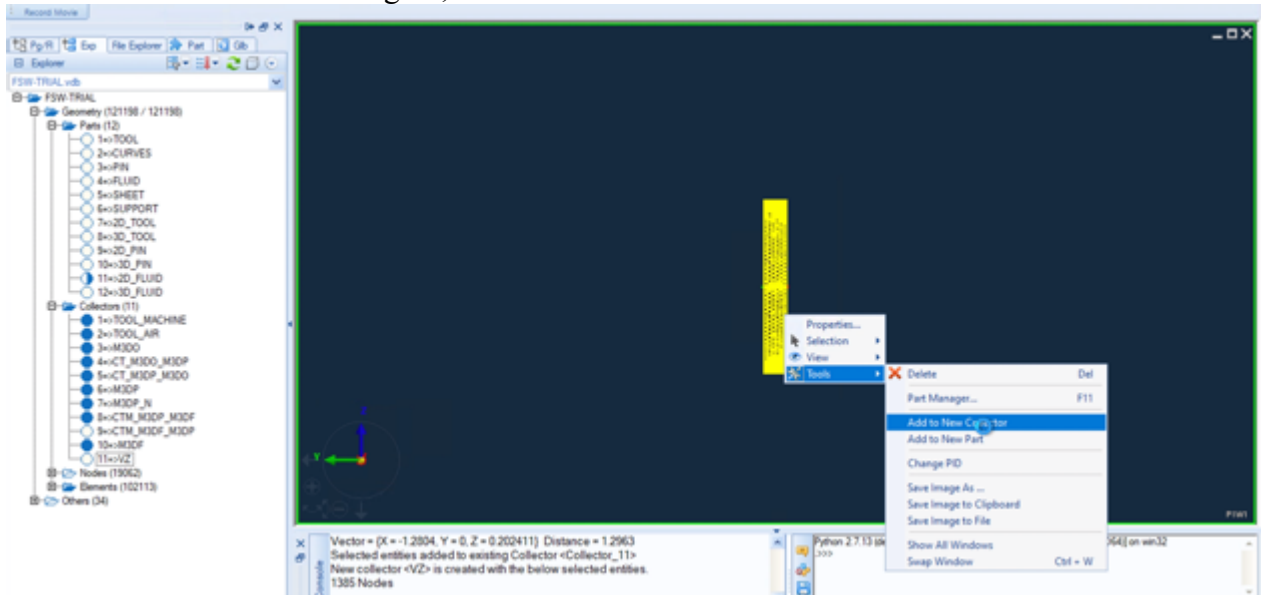 Record Movie
Pg/R Exp File Explorer Part Glb
Explorer
FSW-TRIAL.vdb
FSW-TRIAL
Geometry (121198 / 121198)
Parts (12)
1=>TOOL
2=>CURVES
3=>PIN
4=>FLUID
5=>SHEET
6=>SUPPORT
7=>2D_TOOL
8=>3D_TOOL
9=>2D_PIN
10=>3D_PIN
11=>2D_FLUID
12=>3D_FLUID
Collectors (11)
1=>TOOL_MACHINE
2=>TOOL_AIR
3=>M3DO
4=>CT_M3DO_M3DP
5=>CT_M3DP_M3DO
6=>M3DP
7=>M3DP_N
8=>CTM_M3DP_M3DF
9=>CTM_M3DF_M3DP
10=>M3DF
11=>VZ
Nodes (19062)
Elements (102113)
Others (34)
Y
Properties...
Selection
View
Tools
Delete Del
Part Manager... F11
Add to New Collector
Add to New Part
Change PID
Save Image As ...
Save Image to Clipboard
Save Image to File
Show All Windows
Swap Window Ctrl + W
P1W1
Console
Vector = {X = -1.2804, Y = 0, Z = 0.202411} Distance = 1.2963
Selected entities added to existing Collector <Collector_11>
New collector <VZ> is created with the below selected entities.
1385 Nodes
Python 2.7.13 64)] on win32
>>>